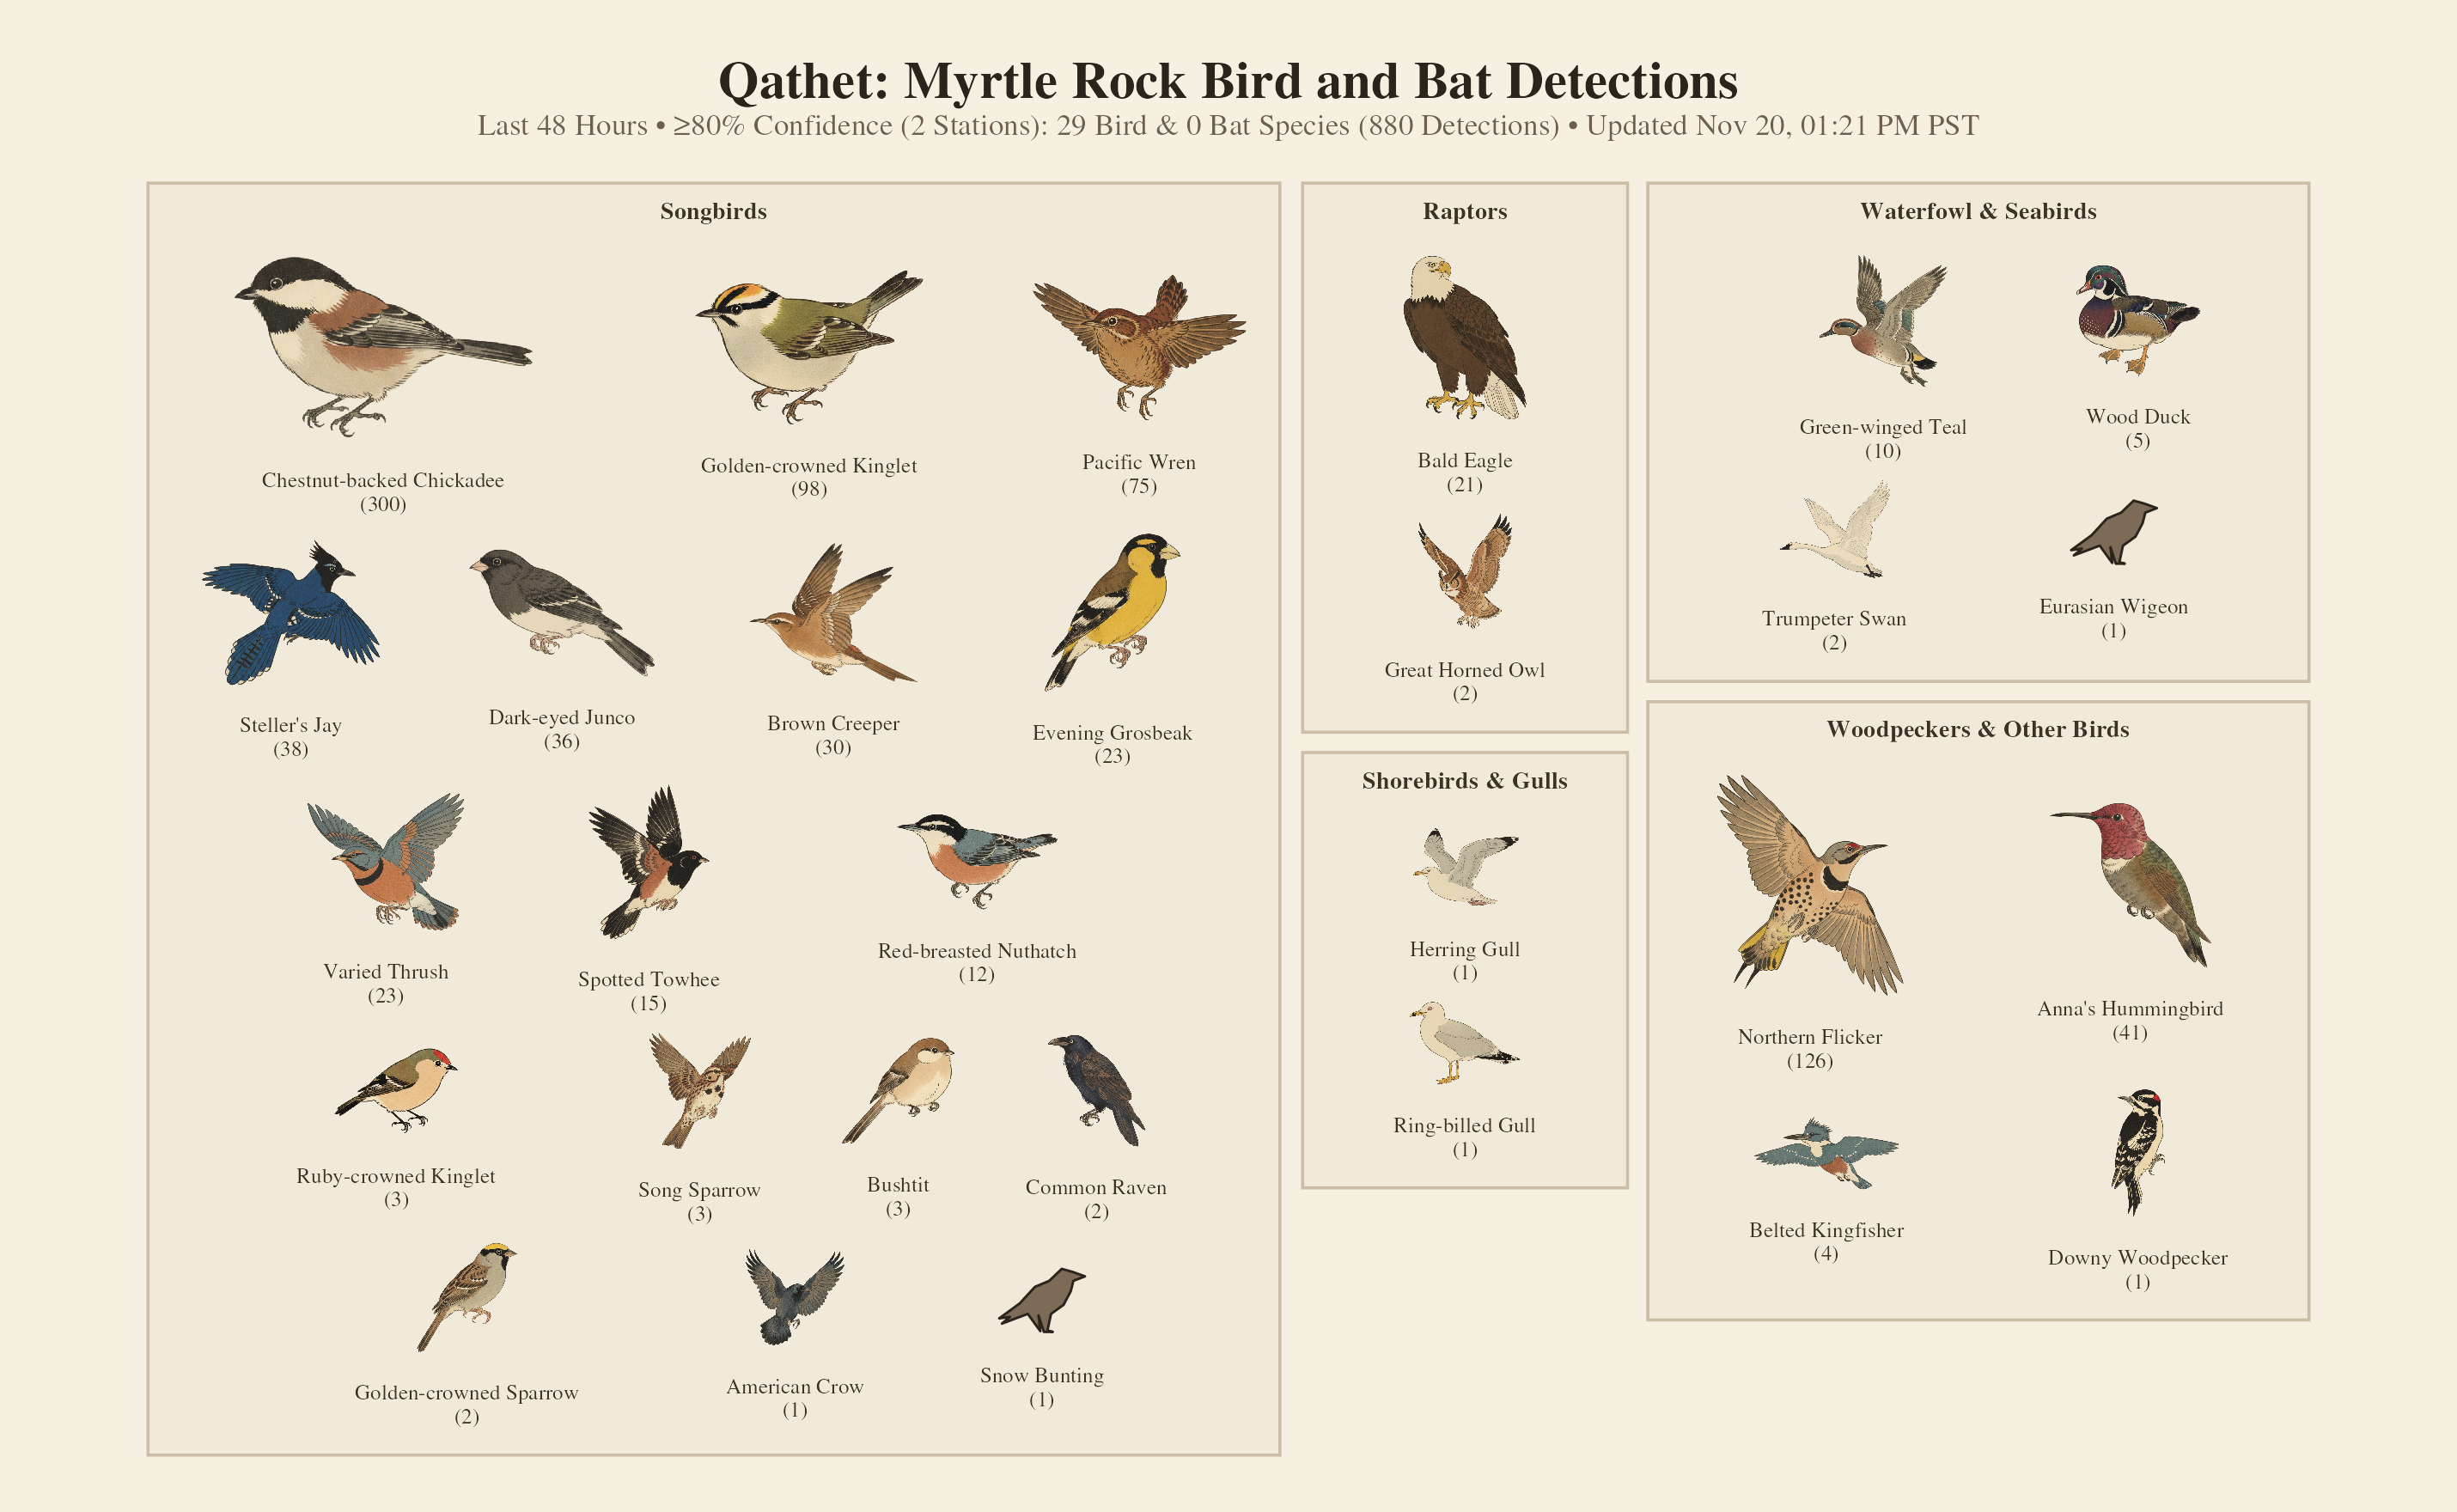 Qathet: Myrtle Rock Bird and Bat Detections
Last 48 Hours • ≥80% Confidence (2 Stations): 29 Bird & 0 Bat Species (880 Detections) • Updated Nov 20, 01:21 PM PST
Songbirds
Chestnut-backed Chickadee
(300)
Golden-crowned Kinglet
(98)
Pacific Wren
(75)
Steller's Jay
(38)
Dark-eyed Junco
(36)
Brown Creeper
(30)
Evening Grosbeak
(23)
Varied Thrush
(23)
Spotted Towhee
(15)
Red-breasted Nuthatch
(12)
Ruby-crowned Kinglet
(3)
Song Sparrow
(3)
Bushtit
(3)
Common Raven
(2)
Golden-crowned Sparrow
(2)
American Crow
(1)
Snow Bunting
(1)
Raptors
Bald Eagle
(21)
Great Horned Owl
(2)
Shorebirds & Gulls
Herring Gull
(1)
Ring-billed Gull
(1)
Waterfowl & Seabirds
Green-winged Teal
(10)
Wood Duck
(5)
Trumpeter Swan
(2)
Eurasian Wigeon
(1)
Woodpeckers & Other Birds
Northern Flicker
(126)
Anna's Hummingbird
(41)
Belted Kingfisher
(4)
Downy Woodpecker
(1)